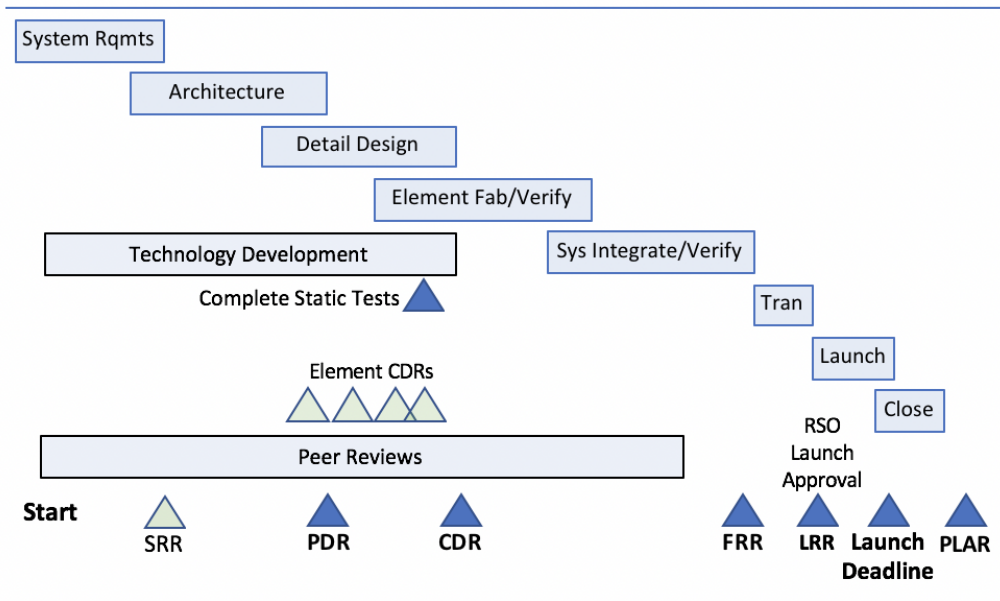 System Rqmts
Architecture
Detail Design
Element Fab/Verify
Technology Development
Sys Integrate/Verify
Complete Static Tests
Tran
Launch
Element CDRs
Close
RSO
Launch
Approval
Peer Reviews
Start
SRR
PDR
CDR
FRR
LRR
Launch
Deadline
PLAR